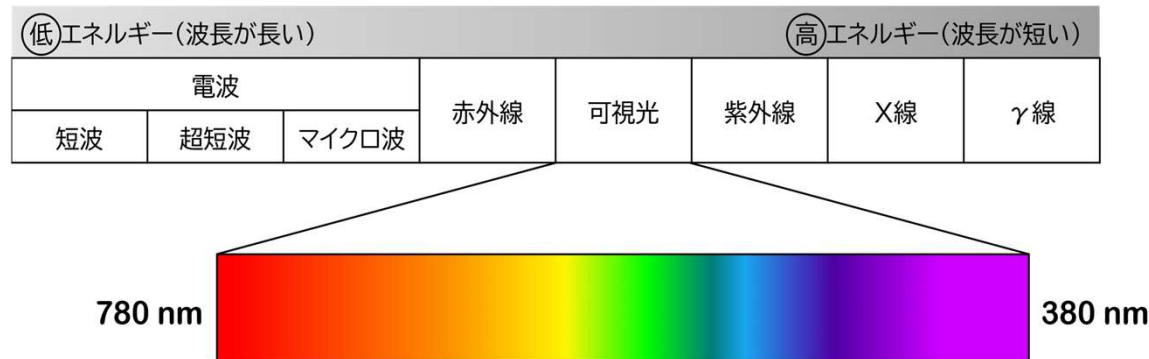 低エネルギー(波長が長い) 高エネルギー(波長が短い)
電波
赤外線 可視光 紫外線 X線 γ線
短波 超短波 マイクロ波
780 nm 380 nm